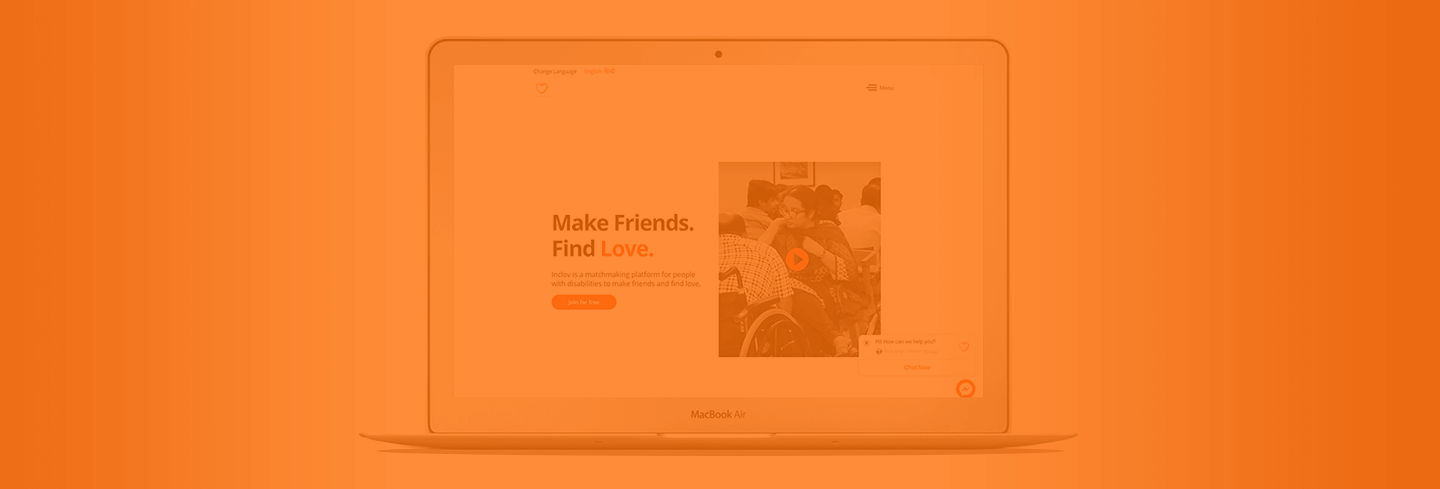 Change Language: English हिन्दी
Menu
Make Friends.
Find Love.
Inclov is a matchmaking platform for people
with disabilities to make friends and find love.
Join for free
Hi! How can we help you?
Chat Now
MacBook Air